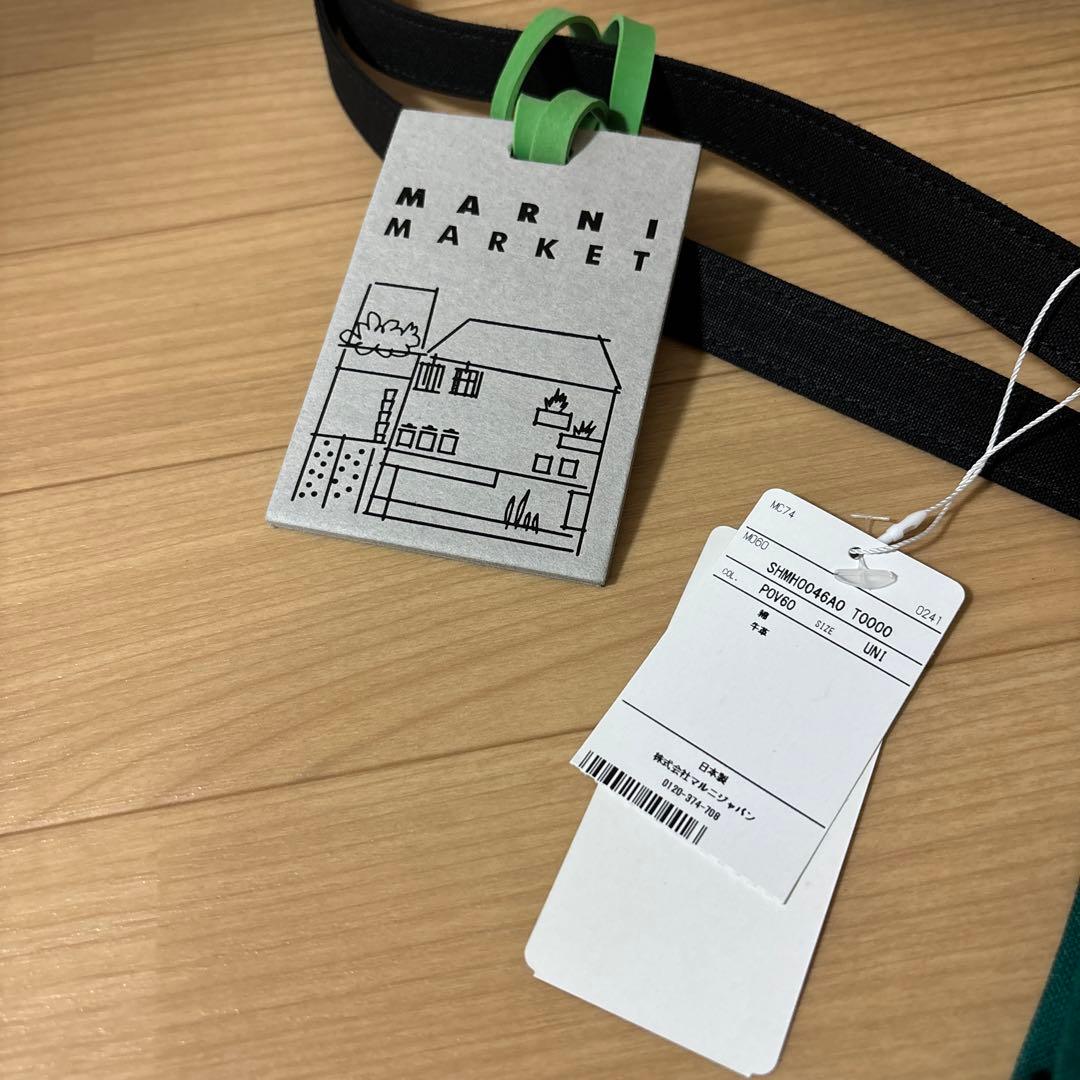 MARNI
MARKET
MC74
M060 0241
SHMH0046A0 T0000
COL. P0V60 SIZE UNI
綿
牛革
日本製
株式会社マルニジャパン
0120-374-708